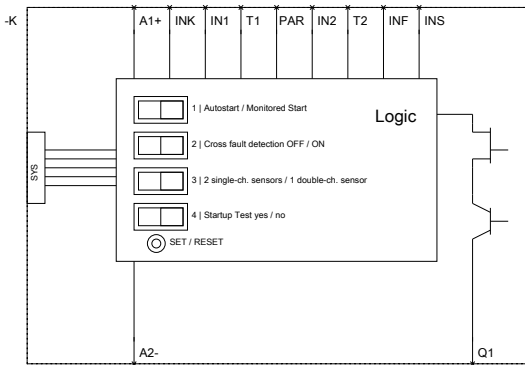 -K A1+ INK IN1 T1 PAR IN2 T2 INF INS
1 | Autostart / Monitored Start
Logic
2 | Cross fault detection OFF / ON
SYS
3 | 2 single-ch. sensors / 1 double-ch. sensor
4 | Startup Test yes / no
SET / RESET
A2- Q1